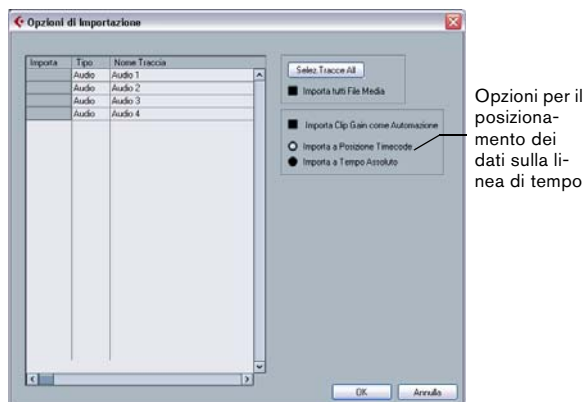 Opzioni di Importazione
Importa Tipo Nome Traccia
Audio Audio 1
Audio Audio 2
Audio Audio 3
Audio Audio 4
Selez.Tracce All
Importa tutti File Media
Importa Clip Gain come Automazione
Importa a Posizione Timecode
Importa a Tempo Assoluto
OK Annulla
Opzioni per il
posiziona-
mento dei
dati sulla li-
nea di tempo